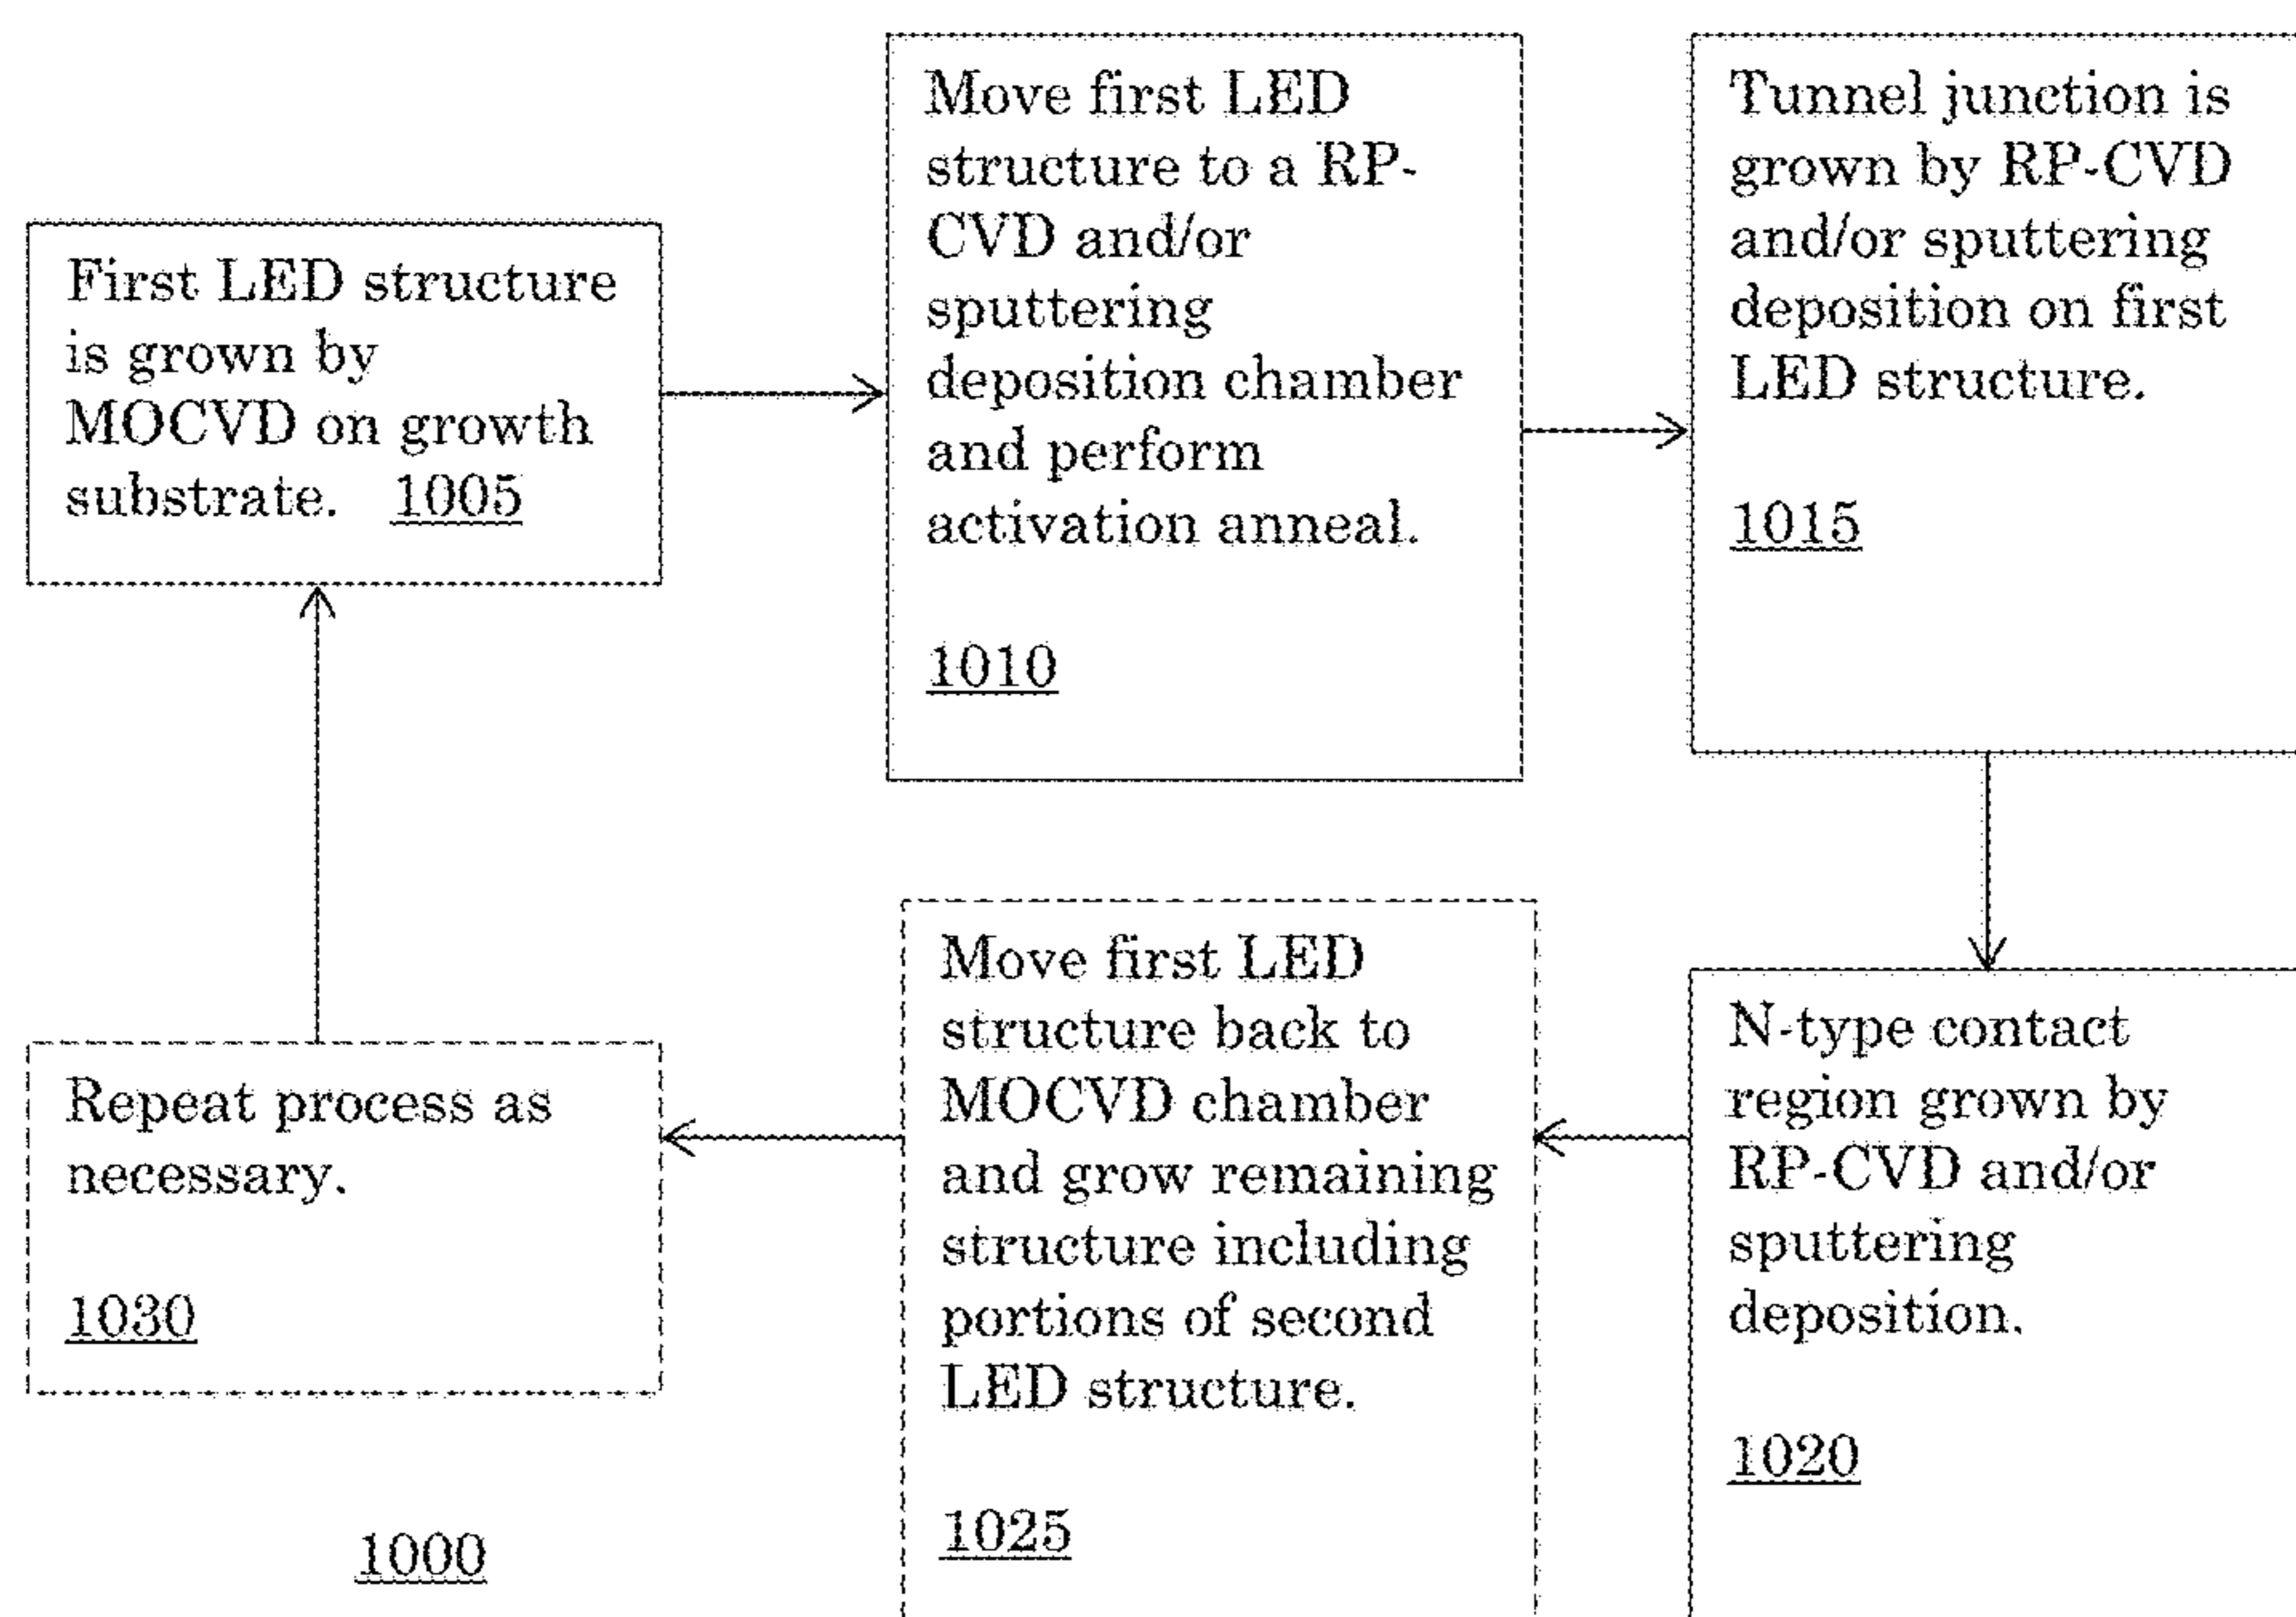 First LED structure
is grown by
MOCVD on growth
substrate. 1005
Move first LED
structure to a RP-
CVD and/or
sputtering
deposition chamber
and perform
activation anneal.
1010
Tunnel junction is
grown by RP-CVD
and/or sputtering
deposition on first
LED structure.
1015
N-type contact
region grown by
RP-CVD and/or
sputtering
deposition.
1020
Move first LED
structure back to
MOCVD chamber
and grow remaining
structure including
portions of second
LED structure.
1025
Repeat process as
necessary.
1030
1000